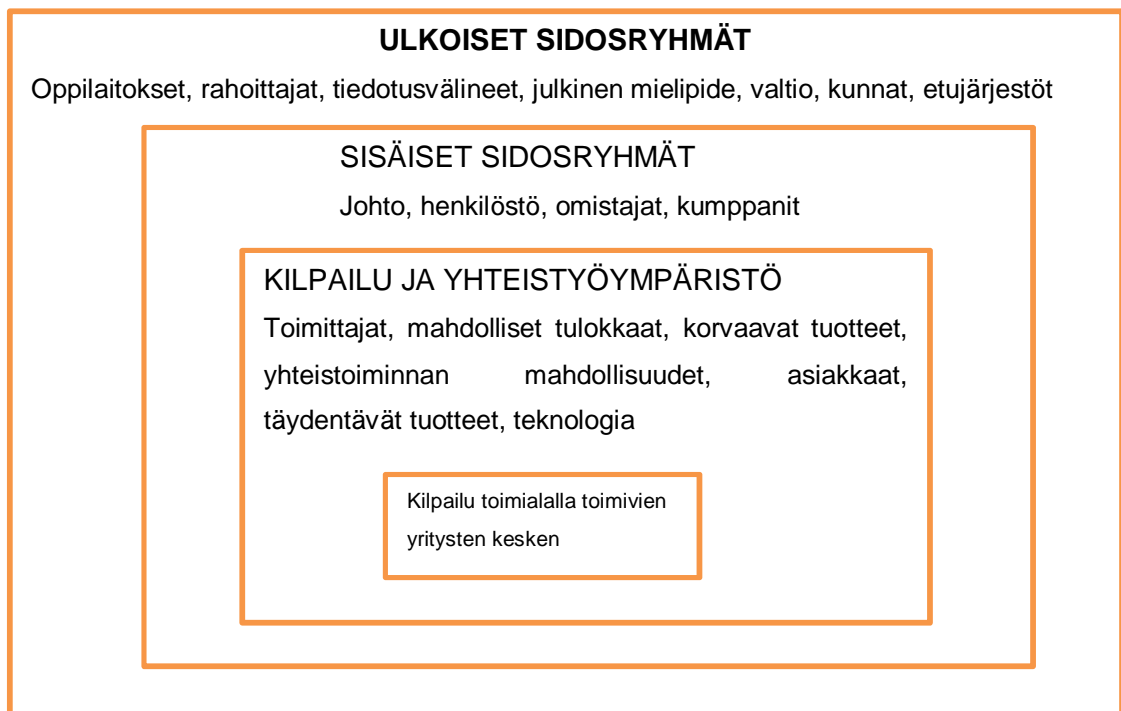 ULKOISET SIDOSRYHMÄT
Oppilaitokset, rahoittajat, tiedotusvälineet, julkinen mielipide, valtio, kunnat, etujärjestöt
SISÄISET SIDOSRYHMÄT
Johto, henkilöstö, omistajat, kumppanit
KILPAILU JA YHTEISTYÖYMPÄRISTÖ
Toimittajat, mahdolliset tulokkaat, korvaavat tuotteet,
yhteistoiminnan mahdollisuudet, asiakkaat,
täydentävät tuotteet, teknologia
Kilpailu toimialalla toimivien
yritysten kesken